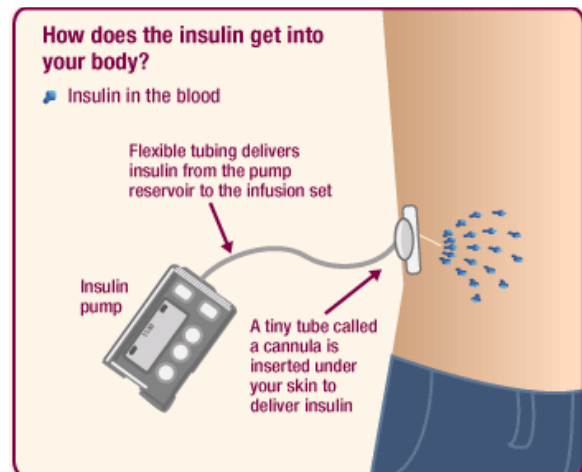 How does the insulin get into
your body?
Insulin in the blood
Flexible tubing delivers
insulin from the pump
reservoir to the infusion set
Insulin
pump
A tiny tube called
a cannula is
inserted under
your skin to
deliver insulin